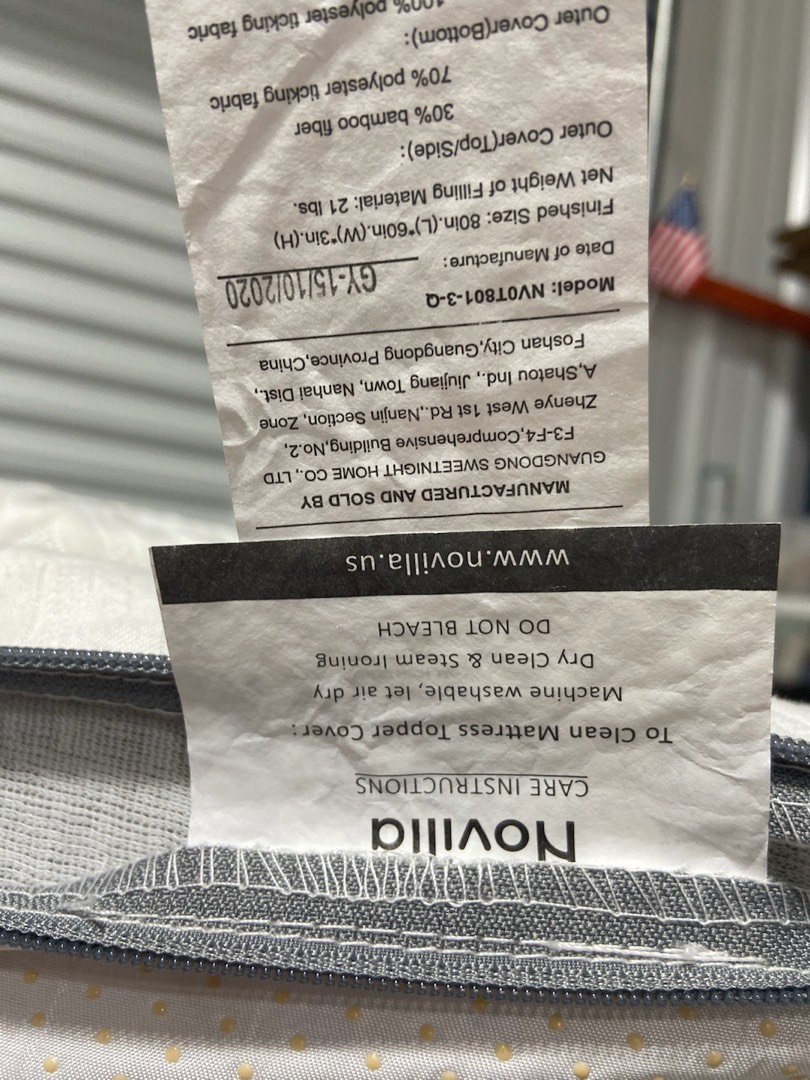 Novilla
CARE INSTRUCTIONS
To Clean Mattress Topper Cover:
Machine washable, let air dry
Dry Clean & Steam Ironing
DO NOT BLEACH
www.novilla.us
MANUFACTURED AND SOLD BY
GUANGDONG SWEETNIGHT HOME CO., LTD
F3-F4,Comprehensive Building,No.2,
Zhenye West 1st Rd.,Nanjin Section, Zone
A,Shatou Ind., Jiujiang Town, Nanhai Dist.,
Foshan City,Guangdong Province,China
Model: NV0T801-3-Q
Date of Manufacture: GY-15/10/2020
Finished Size: 80in.(L)*60in.(W)*3in.(H)
Net Weight of Filling Material: 21 lbs.
Outer Cover(Top/Side):
30% bamboo fiber
70% polyester ticking fabric
Outer Cover(Bottom):
100% polyester ticking fabric